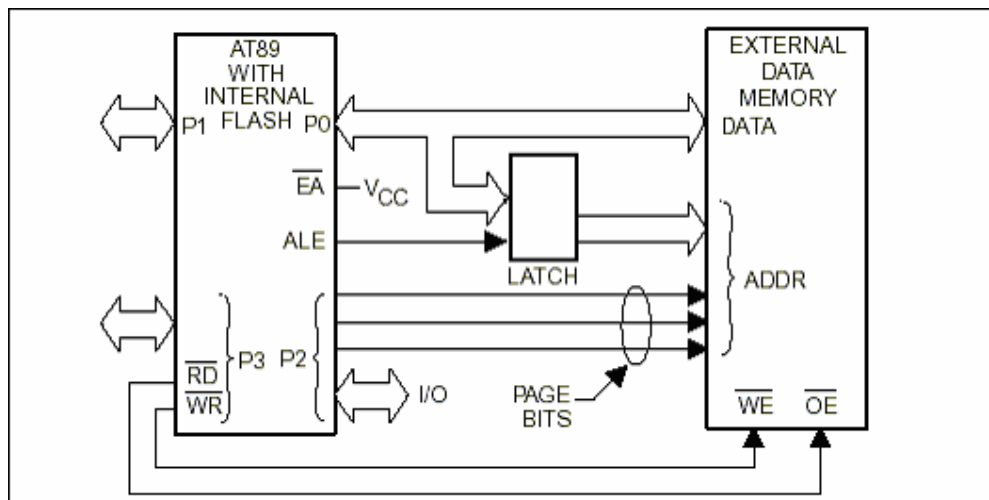 AT89
WITH
INTERNAL
FLASH
P1
P0
EA
VCC
ALE
P3
P2
RD
WR
I/O
LATCH
PAGE
BITS
EXTERNAL
DATA
MEMORY
DATA
ADDR
WE
OE